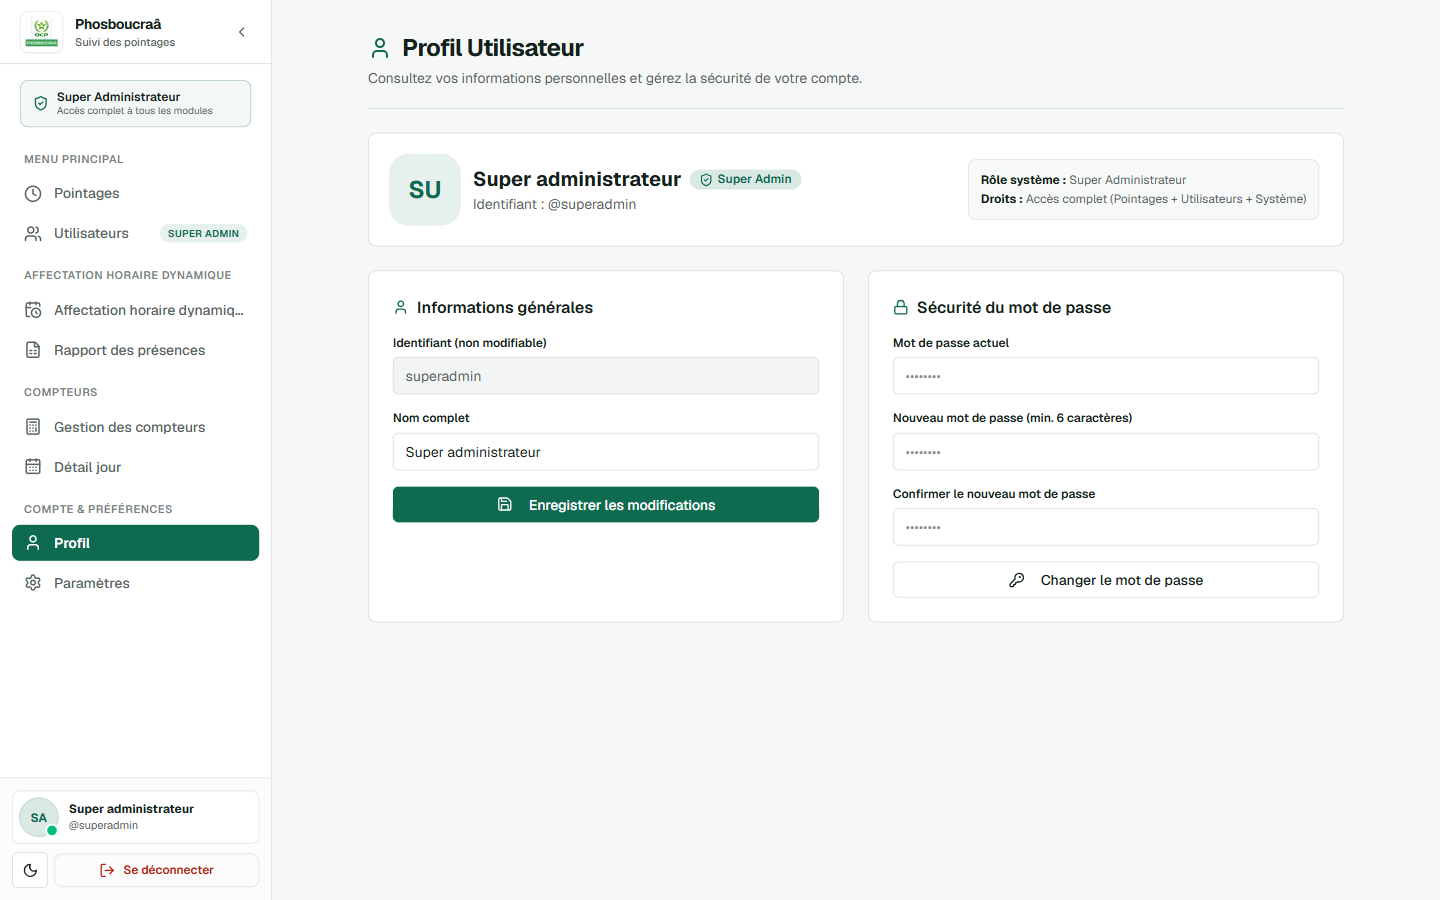 OCP
PHOSBOUCRAA
Phosboucraâ
Suivi des pointages
Super Administrateur
Accès complet à tous les modules
MENU PRINCIPAL
Pointages
Utilisateurs
SUPER ADMIN
AFFECTATION HORAIRE DYNAMIQUE
Affectation horaire dynamiq...
Rapport des présences
COMPTEURS
Gestion des compteurs
Détail jour
COMPTE & PRÉFÉRENCES
Profil
Paramètres
SA
Super administrateur
@superadmin
Se déconnecter
Profil Utilisateur
Consultez vos informations personnelles et gérez la sécurité de votre compte.
SU
Super administrateur
Super Admin
Identifiant : @superadmin
Rôle système : Super Administrateur
Droits : Accès complet (Pointages + Utilisateurs + Système)
Informations générales
Identifiant (non modifiable)
superadmin
Nom complet
Super administrateur
Enregistrer les modifications
Sécurité du mot de passe
Mot de passe actuel
••••••••
Nouveau mot de passe (min. 6 caractères)
••••••••
Confirmer le nouveau mot de passe
••••••••
Changer le mot de passe